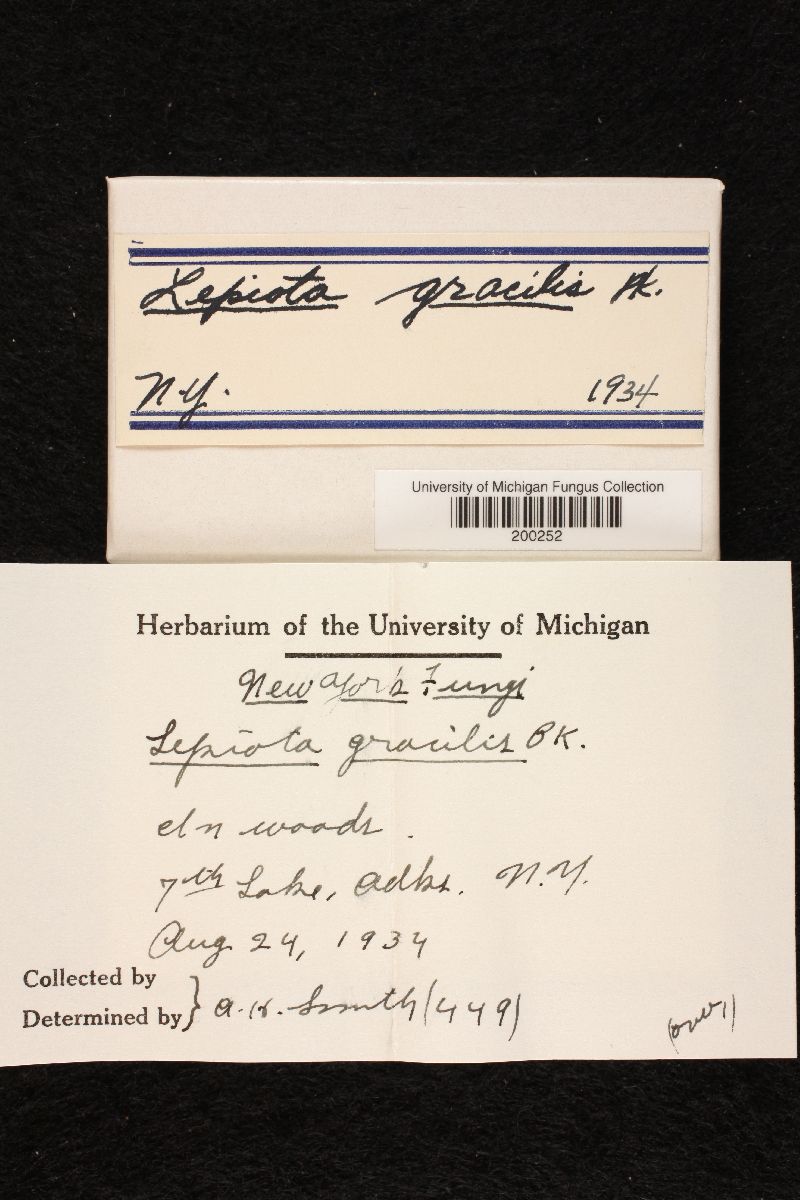 Lepiota gracilis Pk.
N.Y. 1934
University of Michigan Fungus Collection
200252
Herbarium of the University of Michigan
New York Fungi
Lepiota gracilis PK.
In woods.
7th Lake, Adks. N.Y.
Aug 24, 1934
Collected by
Determined by } A.H. Smith (449)
(over)